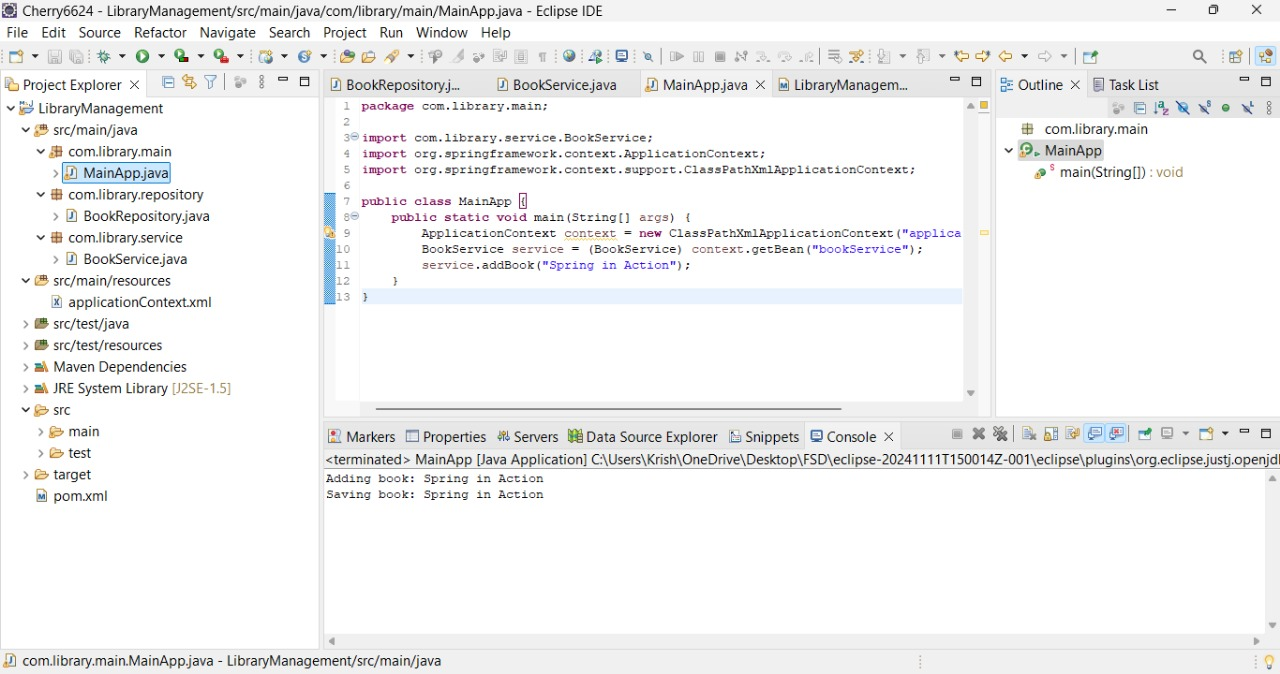 Cherry6624 - LibraryManagement/src/main/java/com/library/main/MainApp.java - Eclipse IDE
File Edit Source Refactor Navigate Search Project Run Window Help
Project Explorer
LibraryManagement
src/main/java
com.library.main
MainApp.java
com.library.repository
BookRepository.java
com.library.service
BookService.java
src/main/resources
applicationContext.xml
src/test/java
src/test/resources
Maven Dependencies
JRE System Library [J2SE-1.5]
src
main
test
target
pom.xml
BookRepository.j... BookService.java MainApp.java LibraryManagem...
1 package com.library.main;
2
3 import com.library.service.BookService;
4 import org.springframework.context.ApplicationContext;
5 import org.springframework.context.support.ClassPathXmlApplicationContext;
6
7 public class MainApp {
8 public static void main(String[] args) {
9 ApplicationContext context = new ClassPathXmlApplicationContext("applica
10 BookService service = (BookService) context.getBean("bookService");
11 service.addBook("Spring in Action");
12 }
13 }
Outline Task List
com.library.main
MainApp
main(String[]) : void
Markers Properties Servers Data Source Explorer Snippets Console
<terminated> MainApp [Java Application] C:\Users\Krish\OneDrive\Desktop\FSD\eclipse-20241111T150014Z-001\eclipse\plugins\org.eclipse.justj.openjd
Adding book: Spring in Action
Saving book: Spring in Action
com.library.main.MainApp.java - LibraryManagement/src/main/java